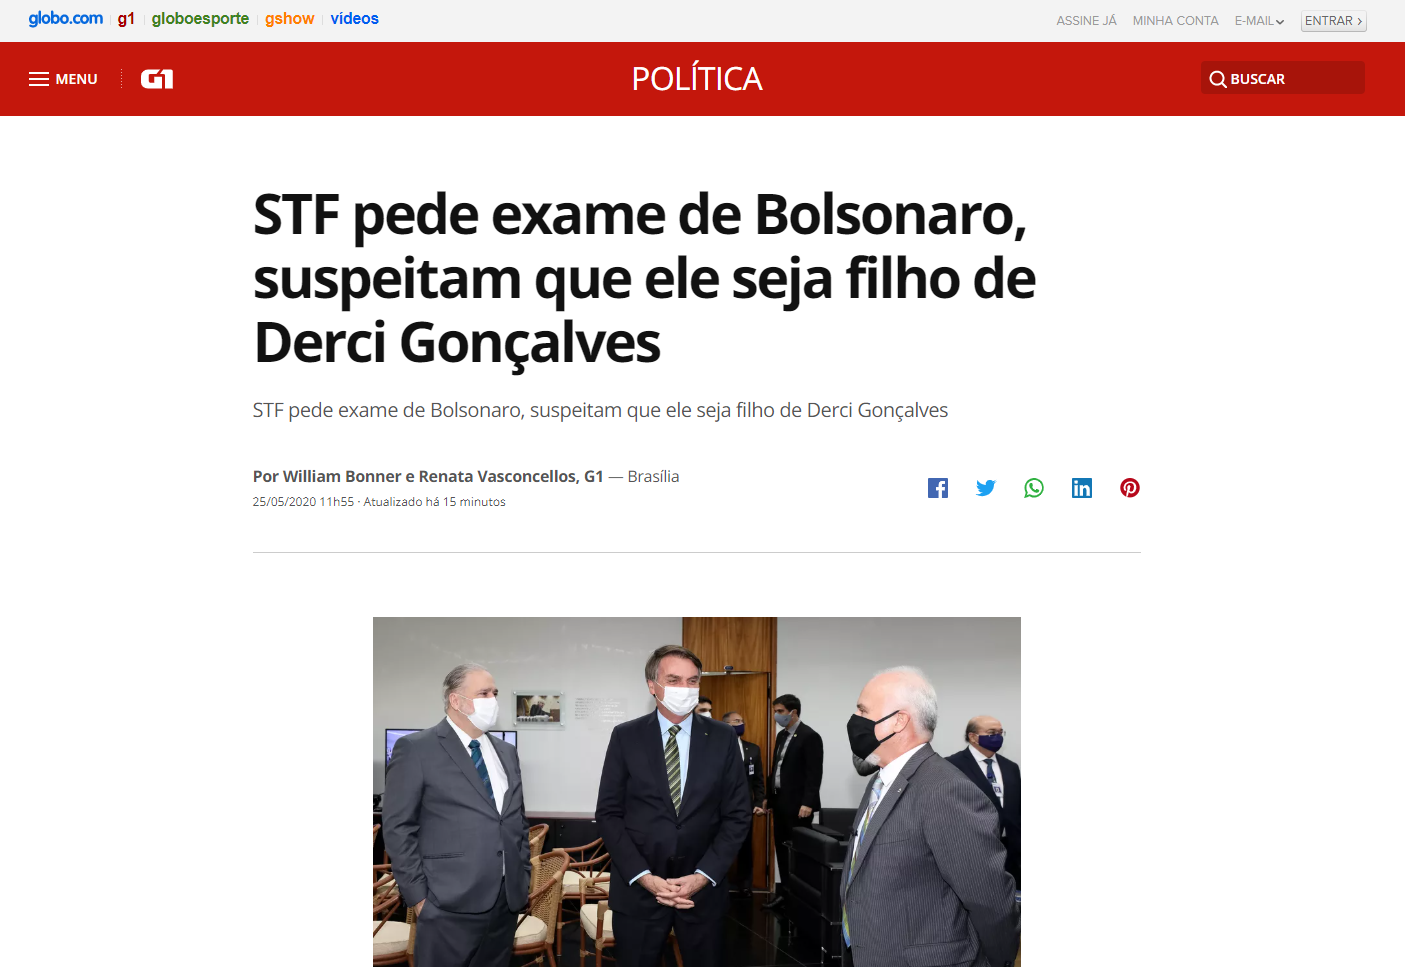 globo.com g1 globoesporte gshow vídeos ASSINE JÁ MINHA CONTA E-MAIL ENTRAR ›
MENU G1 POLÍTICA BUSCAR
STF pede exame de Bolsonaro,
suspeitam que ele seja filho de
Derci Gonçalves
STF pede exame de Bolsonaro, suspeitam que ele seja filho de Derci Gonçalves
Por William Bonner e Renata Vasconcellos, G1 — Brasília
25/05/2020 11h55 · Atualizado há 15 minutos